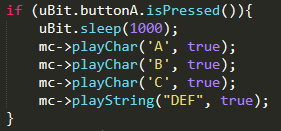 if (uBit.buttonA.isPressed()){
    uBit.sleep(1000);
    mc->playChar('A', true);
    mc->playChar('B', true);
    mc->playChar('C', true);
    mc->playString("DEF", true);
}